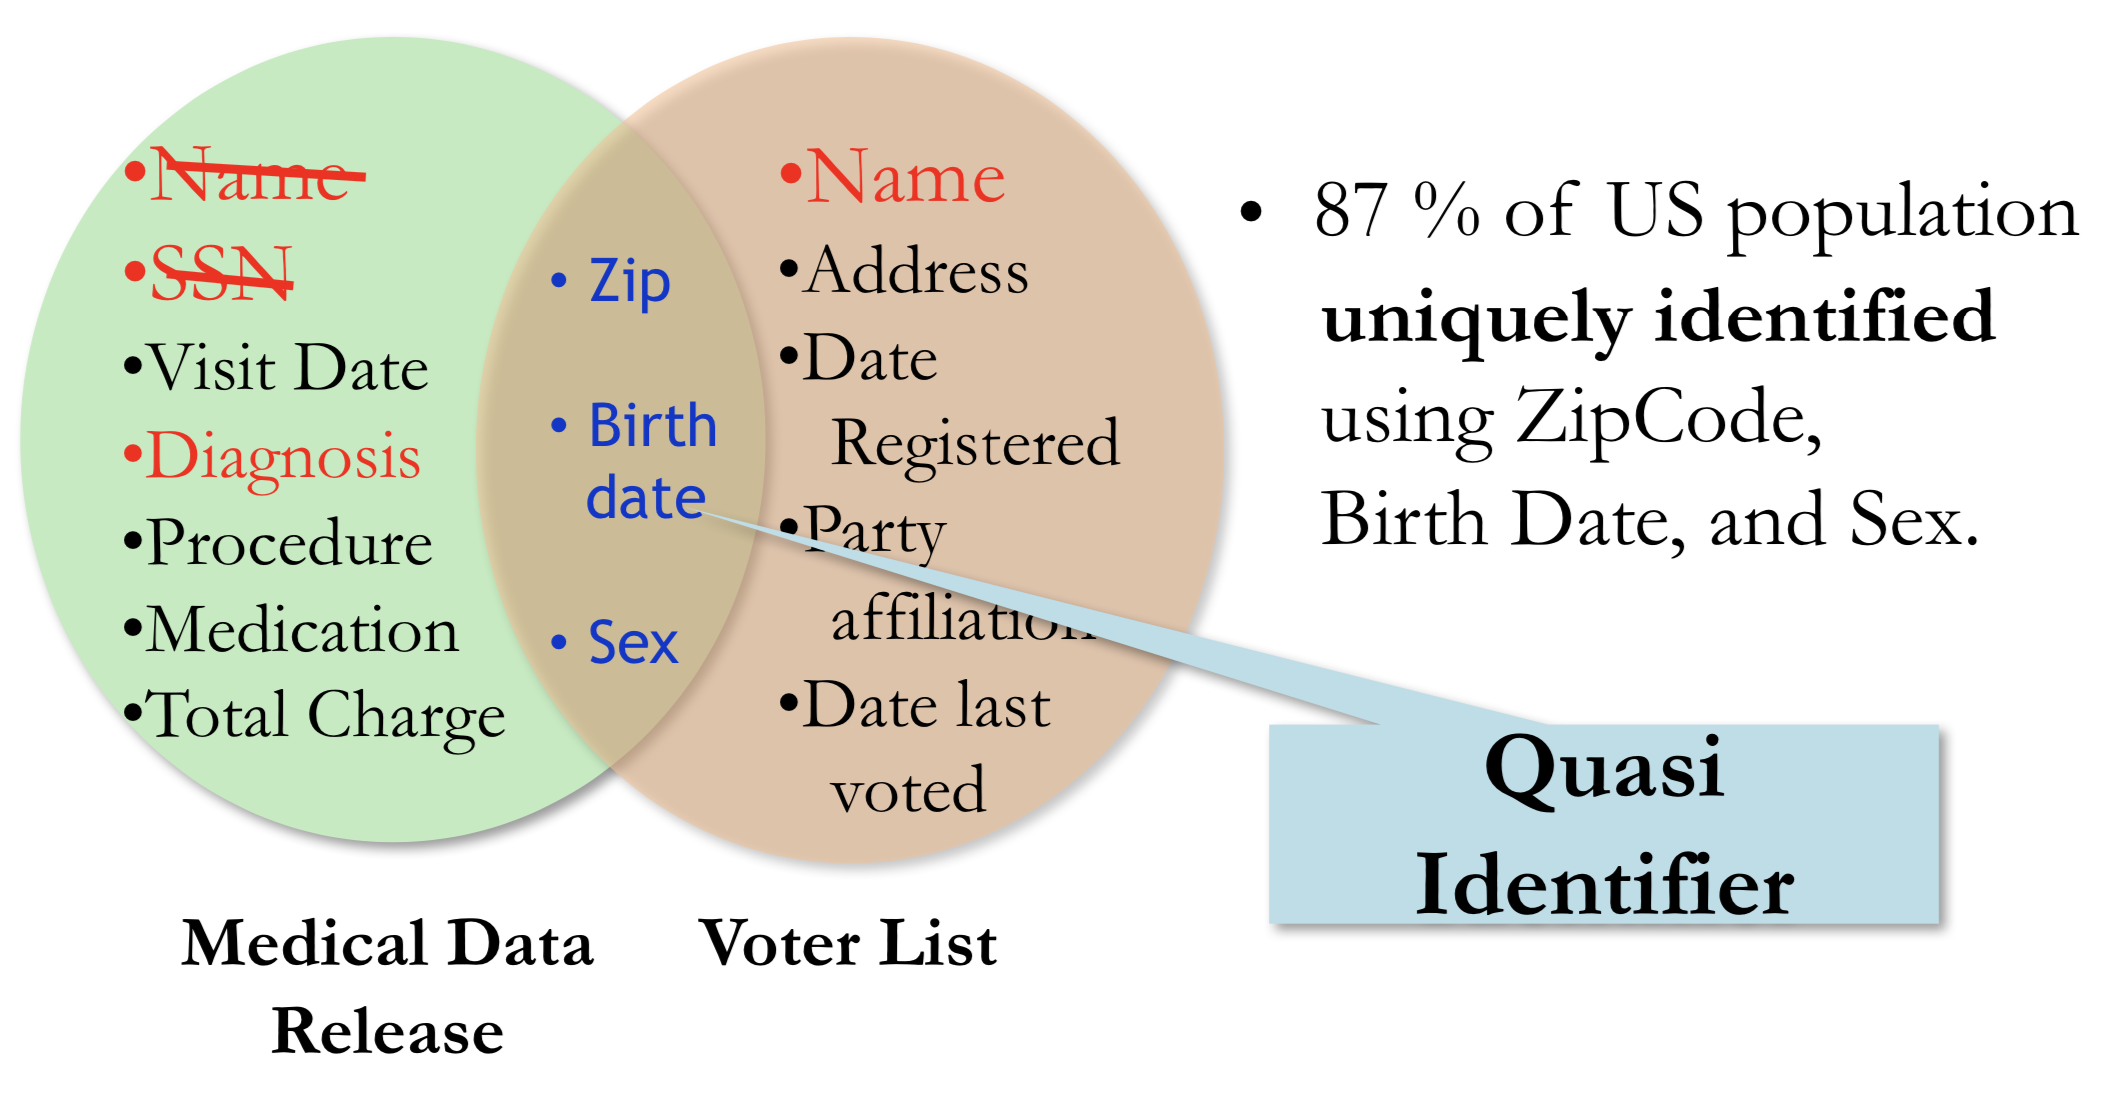 •Name
•SSN
•Visit Date
•Diagnosis
•Procedure
•Medication
•Total Charge
• Zip
• Birth
date
• Sex
•Name
•Address
•Date
Registered
•Party
affiliation
•Date last
voted
Medical Data
Release
Voter List
• 87 % of US population
uniquely identified
using ZipCode,
Birth Date, and Sex.
Quasi
Identifier